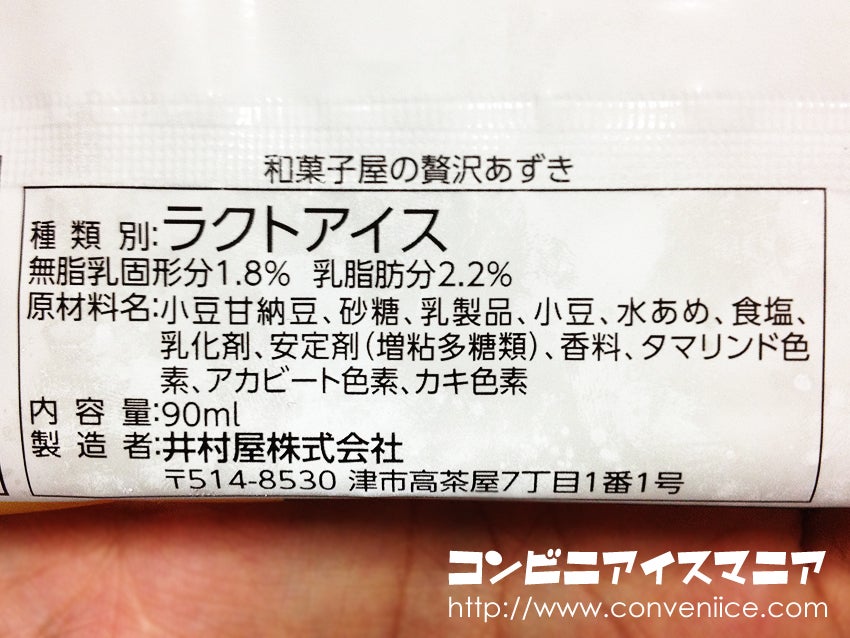 和菓子屋の贅沢あずき
種類別:ラクトアイス
無脂乳固形分1.8% 乳脂肪分2.2%
原材料名:小豆甘納豆、砂糖、乳製品、小豆、水あめ、食塩、
乳化剤、安定剤(増粘多糖類)、香料、タマリンド色
素、アカビート色素、カキ色素
内容量:90ml
製造者:井村屋株式会社
〒514-8530 津市高茶屋7丁目1番1号
コンビニアイスマニア
http://www.conveniice.com